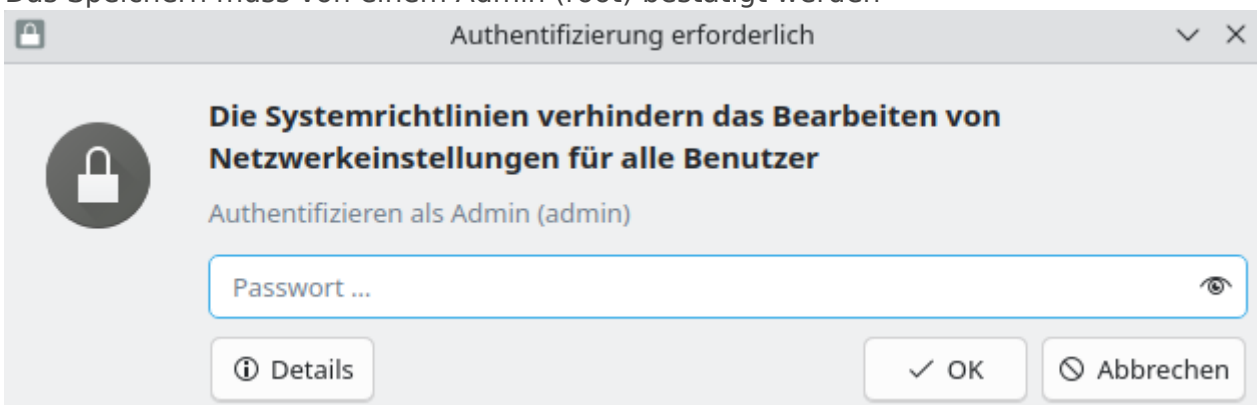 Das Speichern muss von einem Admin (root) bestätigt werden
Authentifizierung erforderlich
Die Systemrichtlinien verhindern das Bearbeiten von
Netzwerkeinstellungen für alle Benutzer
Authentifizieren als Admin (admin)
Passwort ...
Details
OK
Abbrechen